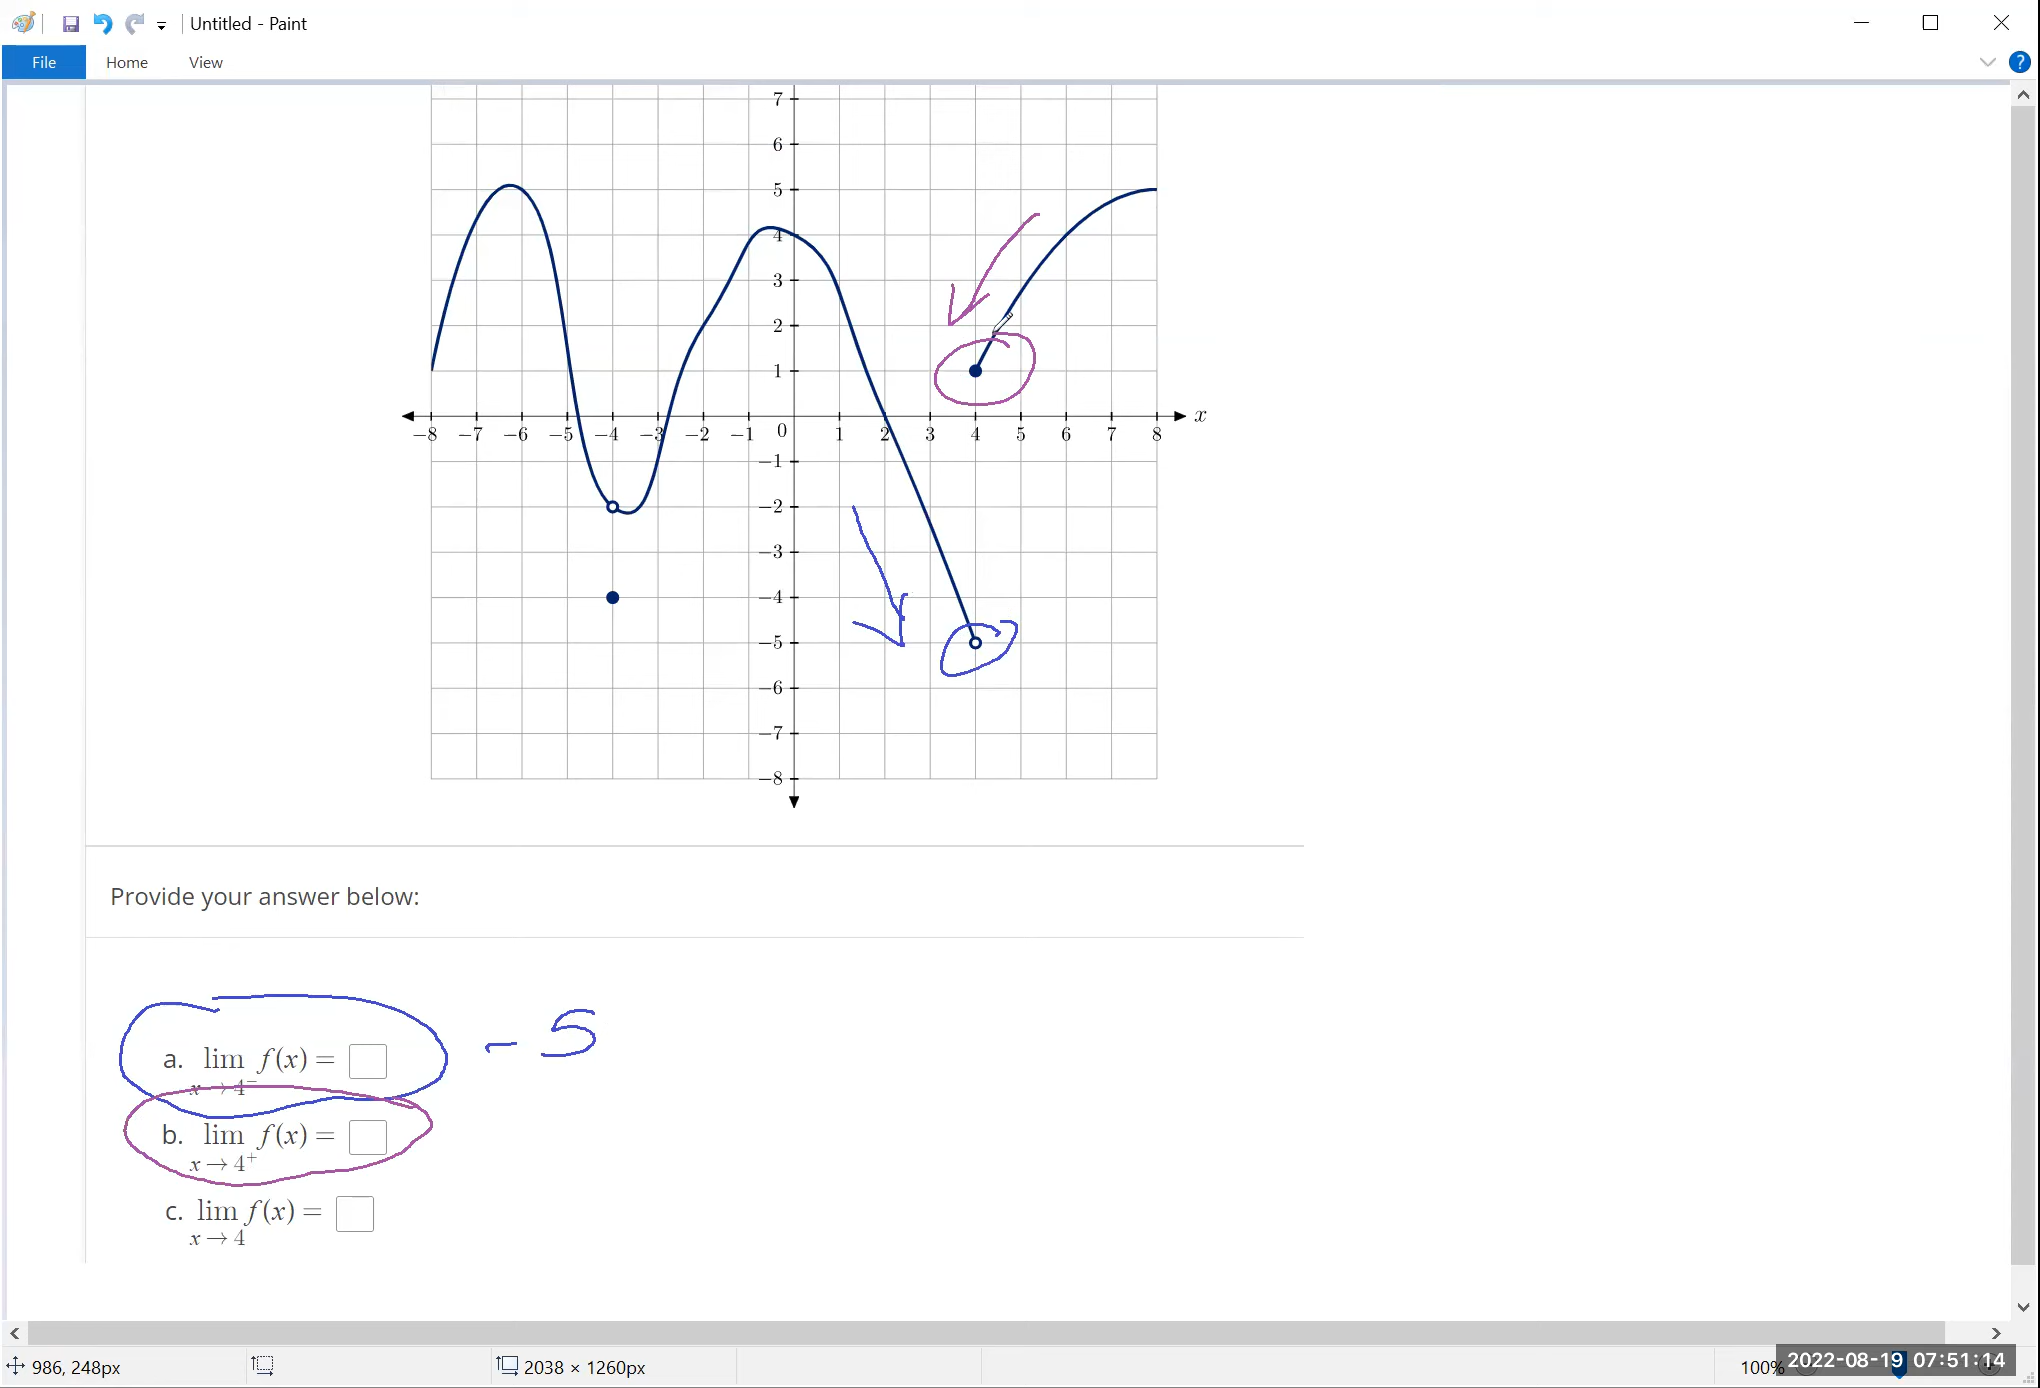 Untitled - Paint
File Home View
7
6
5
4
3
2
1
x
−8 −7 −6 −5 −4 −3 −2 −1 0 1 2 3 4 5 6 7 8
−1
−2
−3
−4
−5
−6
−7
−8
Provide your answer below:
a. lim f(x) =
x → 4⁻
− 5
b. lim f(x) =
x → 4⁺
c. lim f(x) =
x → 4
986, 248px 2038 × 1260px 100%
2022-08-19 07:51:14